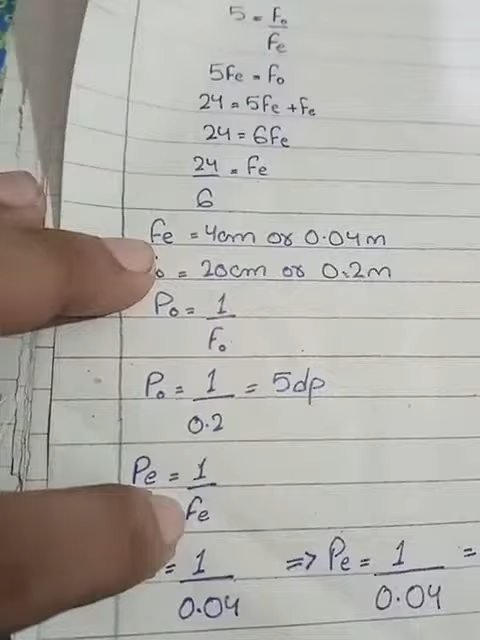 5 = Fo/Fe
5Fe = Fo
24 = 5Fe + Fe
24 = 6Fe
24/6 = Fe
Fe = 4cm or 0.04m
o = 20cm or 0.2m
Po = 1/Fo
Po = 1/0.2 = 5dp
Pe = 1/Fe
= 1/0.04 => Pe = 1/0.04 =